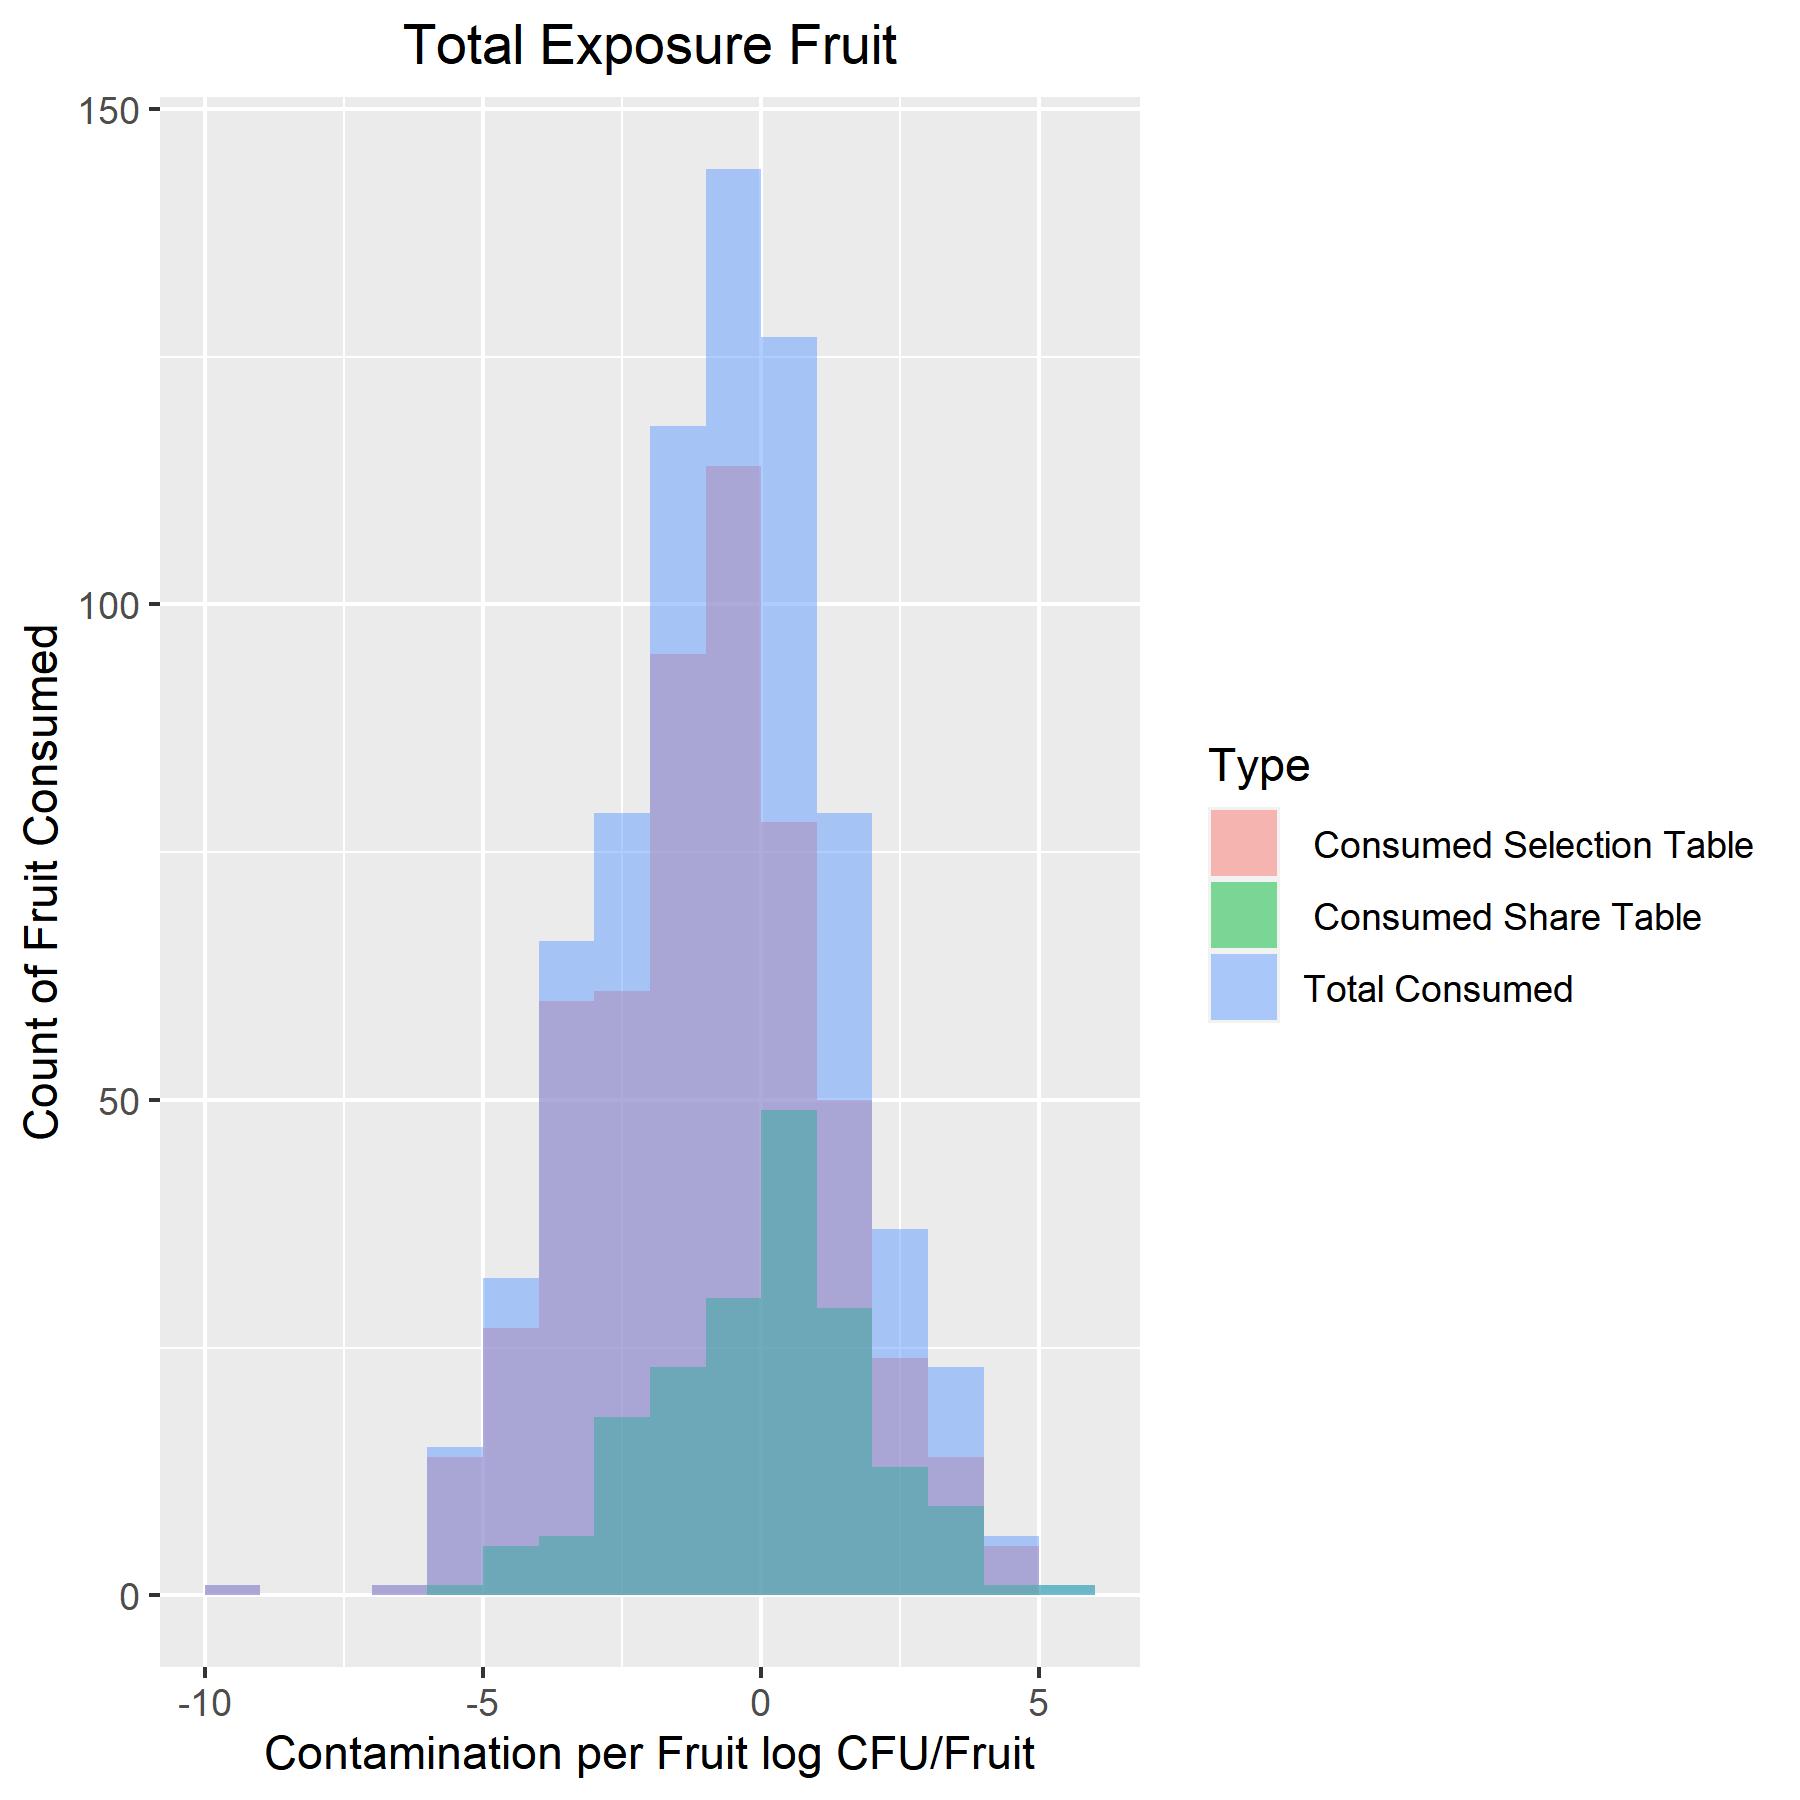 Total Exposure Fruit
150
100
50
0
Count of Fruit Consumed
-10 -5 0 5
Contamination per Fruit log CFU/Fruit
Type
Consumed Selection Table
Consumed Share Table
Total Consumed